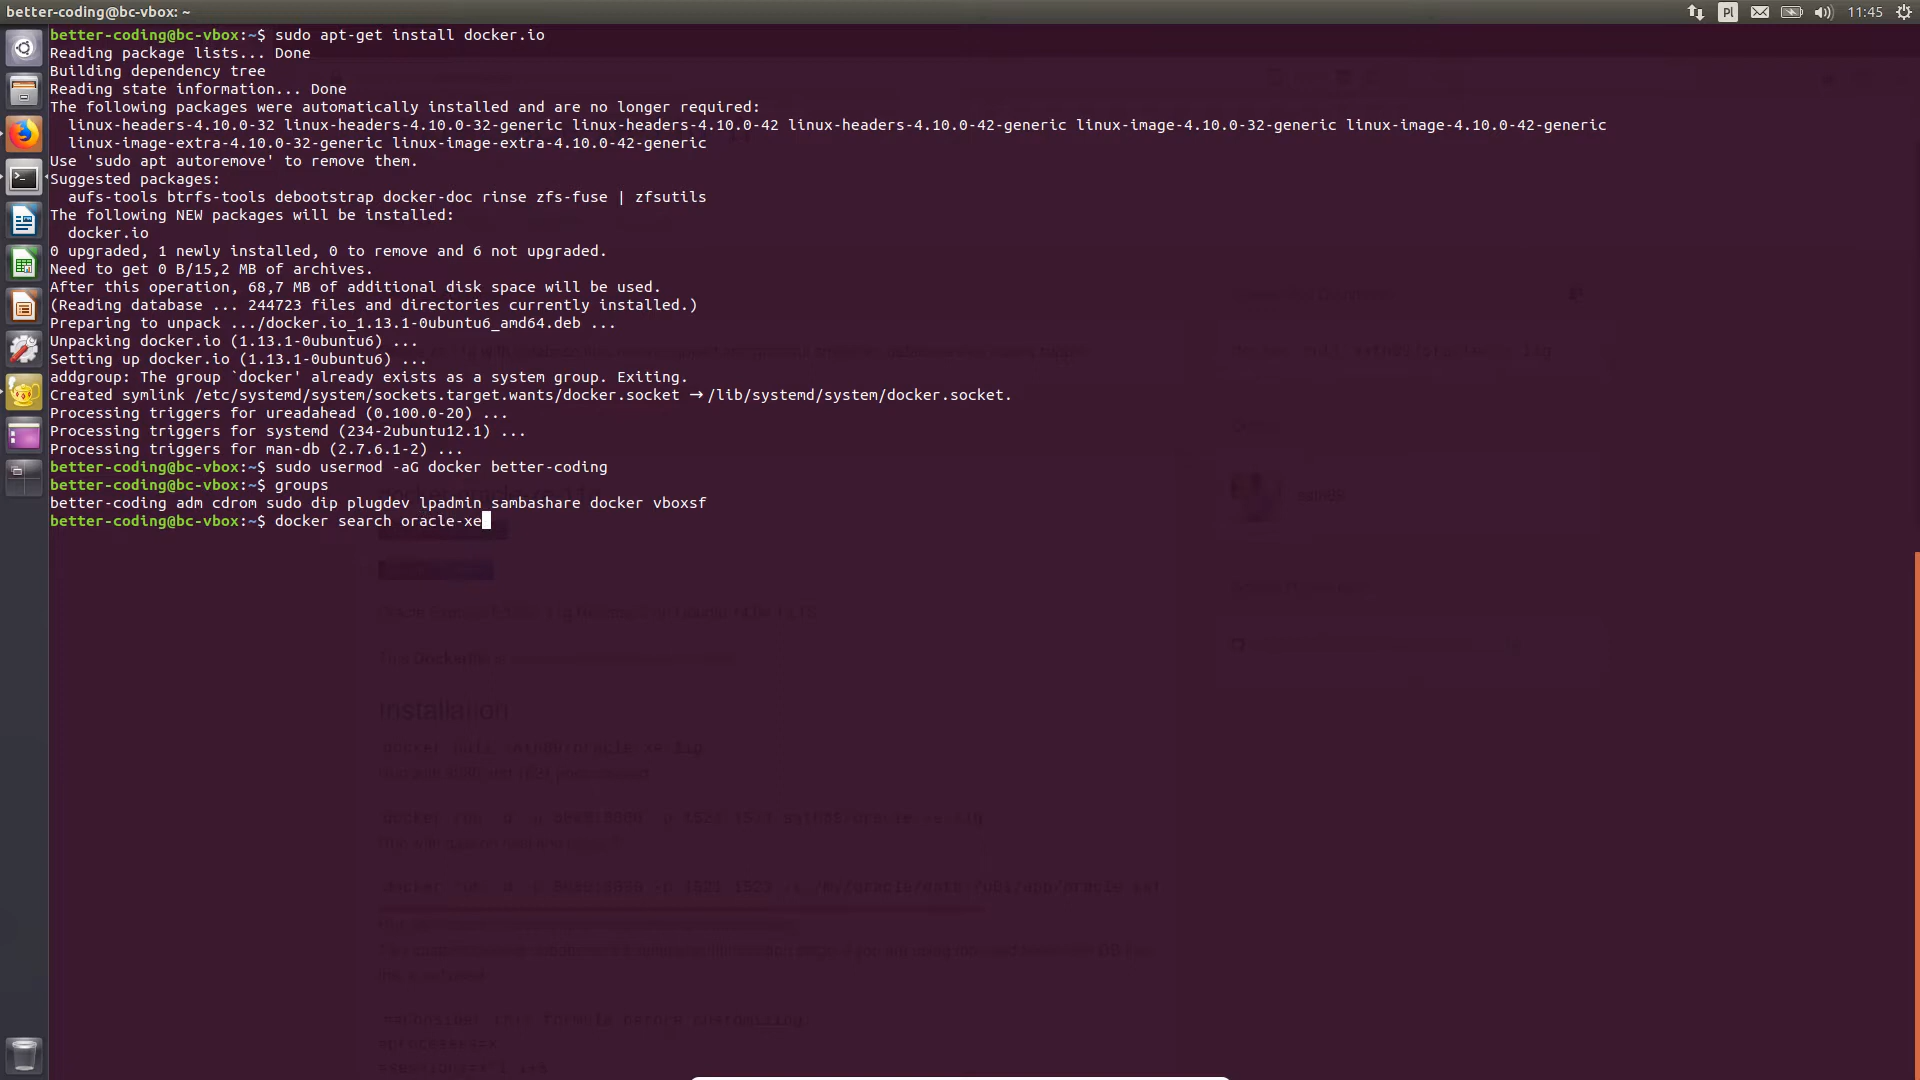 better-coding@bc-vbox: ~
Pl
11:45
better-coding@bc-vbox:~$ sudo apt-get install docker.io
Reading package lists... Done
Building dependency tree
Reading state information... Done
The following packages were automatically installed and are no longer required:
linux-headers-4.10.0-32 linux-headers-4.10.0-32-generic linux-headers-4.10.0-42 linux-headers-4.10.0-42-generic linux-image-4.10.0-32-generic linux-image-4.10.0-42-generic
linux-image-extra-4.10.0-32-generic linux-image-extra-4.10.0-42-generic
Use 'sudo apt autoremove' to remove them.
Suggested packages:
aufs-tools btrfs-tools debootstrap docker-doc rinse zfs-fuse | zfsutils
The following NEW packages will be installed:
docker.io
0 upgraded, 1 newly installed, 0 to remove and 6 not upgraded.
Need to get 0 B/15,2 MB of archives.
After this operation, 68,7 MB of additional disk space will be used.
(Reading database ... 244723 files and directories currently installed.)
Preparing to unpack .../docker.io_1.13.1-0ubuntu6_amd64.deb ...
Unpacking docker.io (1.13.1-0ubuntu6) ...
Setting up docker.io (1.13.1-0ubuntu6) ...
addgroup: The group `docker' already exists as a system group. Exiting.
Created symlink /etc/systemd/system/sockets.target.wants/docker.socket → /lib/systemd/system/docker.socket.
Processing triggers for ureadahead (0.100.0-20) ...
Processing triggers for systemd (234-2ubuntu12.1) ...
Processing triggers for man-db (2.7.6.1-2) ...
better-coding@bc-vbox:~$ sudo usermod -aG docker better-coding
better-coding@bc-vbox:~$ groups
better-coding adm cdrom sudo dip plugdev lpadmin sambashare docker vboxsf
better-coding@bc-vbox:~$ docker search oracle-xe
Installation